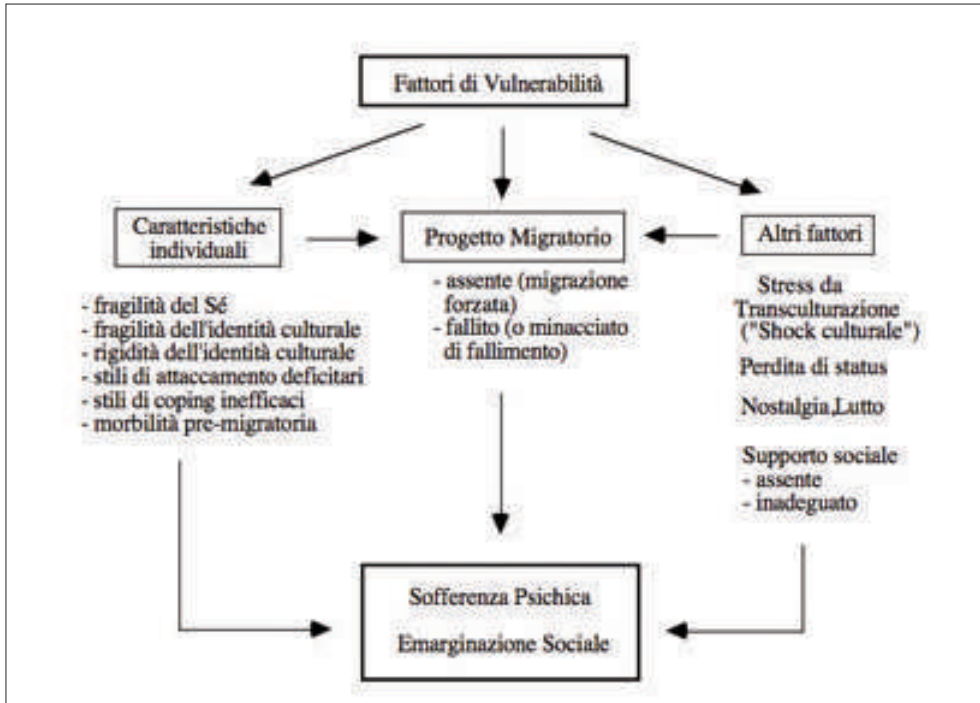 Fattori di Vulnerabilità
Caratteristiche
individuali
Progetto Migratorio
Altri fattori
- fragilità del Sé
- fragilità dell'identità culturale
- rigidità dell'identità culturale
- stili di attaccamento deficitari
- stili di coping inefficaci
- morbilità pre-migratoria
- assente (migrazione
forzata)
- fallito (o minacciato
di fallimento)
Stress da
Transculturazione
("Shock culturale")
Perdita di status
Nostalgia,Lutto
Supporto sociale
- assente
- inadeguato
Sofferenza Psichica
Emarginazione Sociale